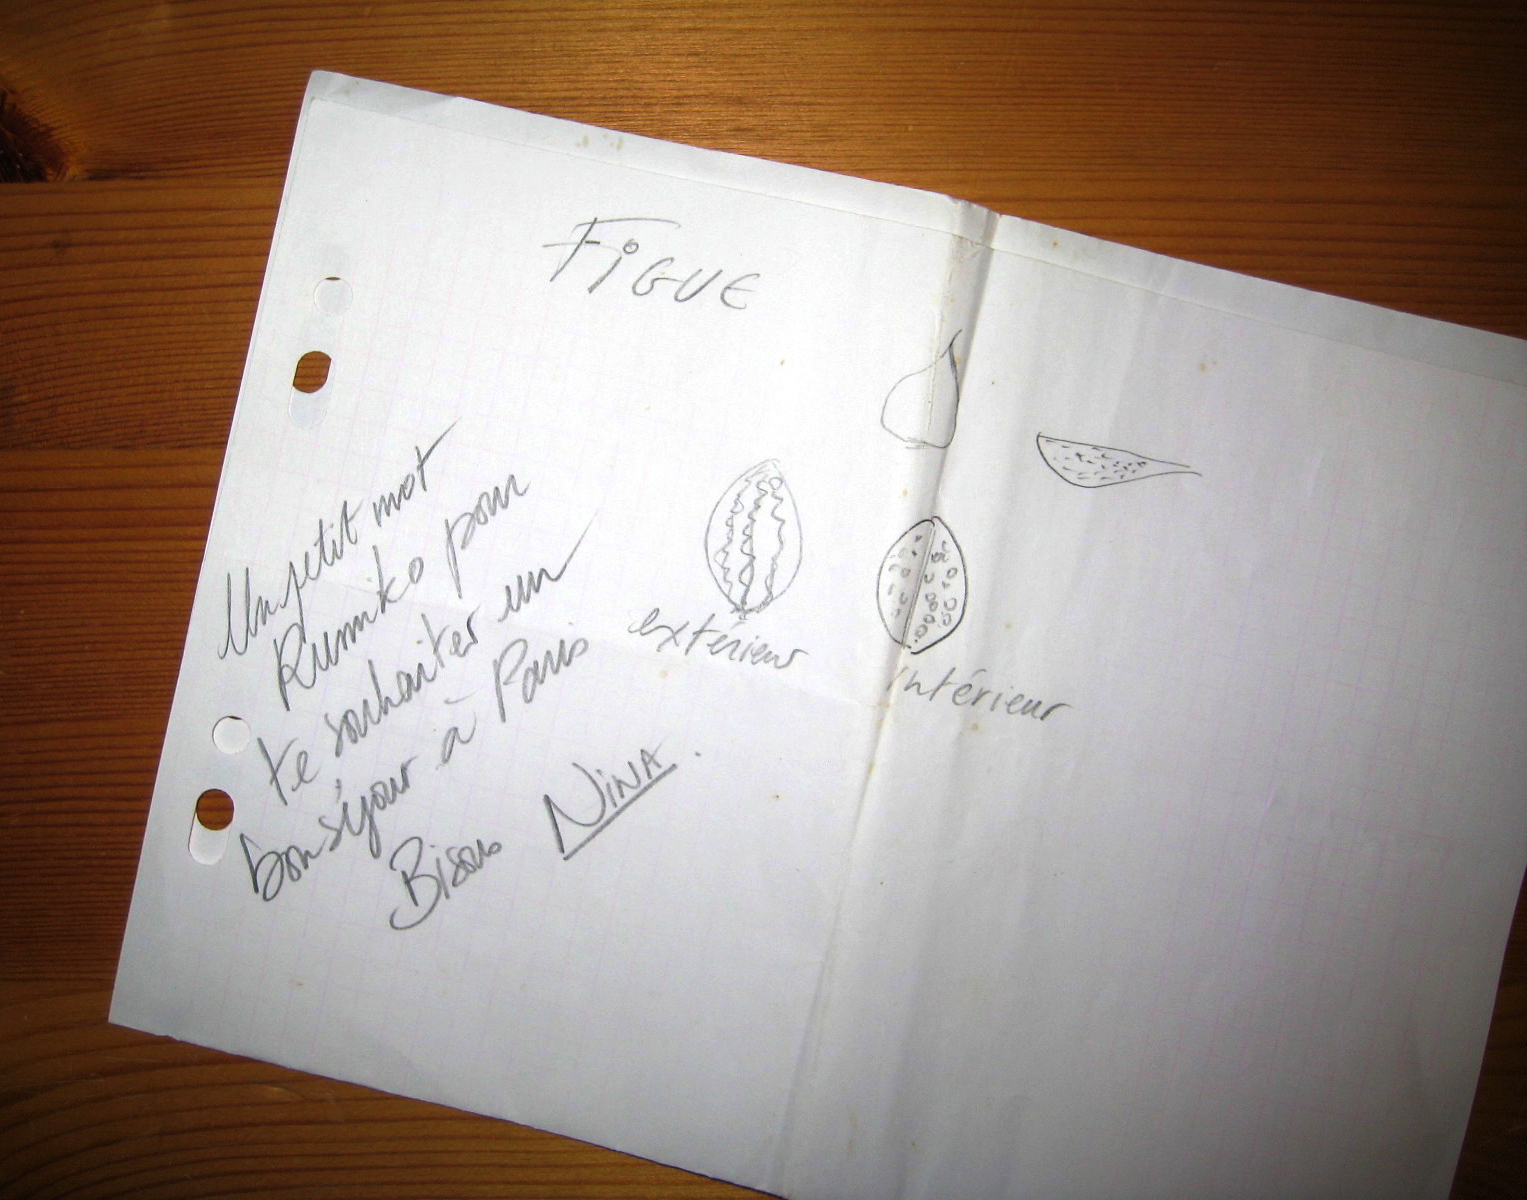 FIGUE
Un petit mot
Rumiko pour
te souhaiter un
bon séjour à Paris
Bisous NINA.
extérieur
intérieur